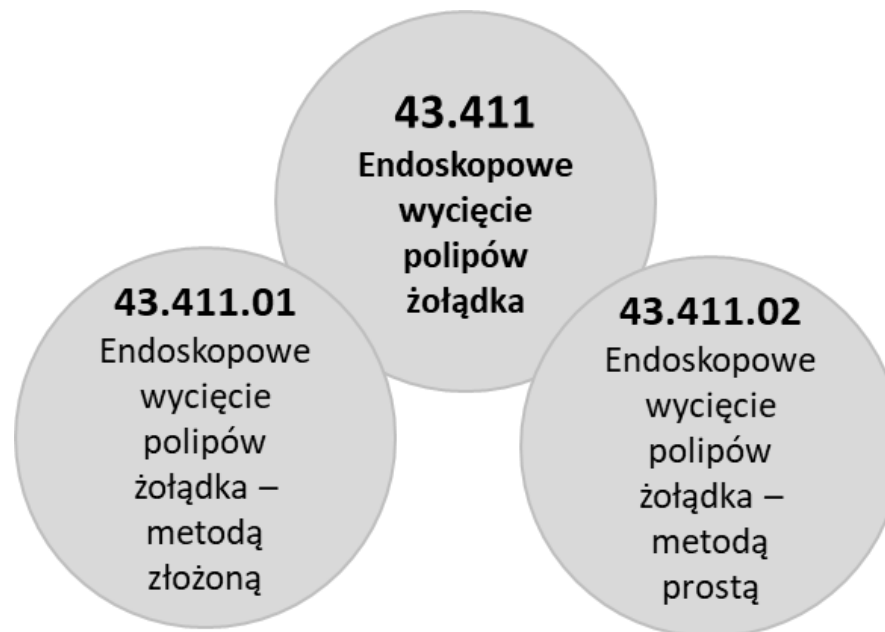 43.411
Endoskopowe
wycięcie
polipów
żołądka
43.411.01
Endoskopowe
wycięcie
polipów
żołądka –
metodą
złożoną
43.411.02
Endoskopowe
wycięcie
polipów
żołądka –
metodą
prostą